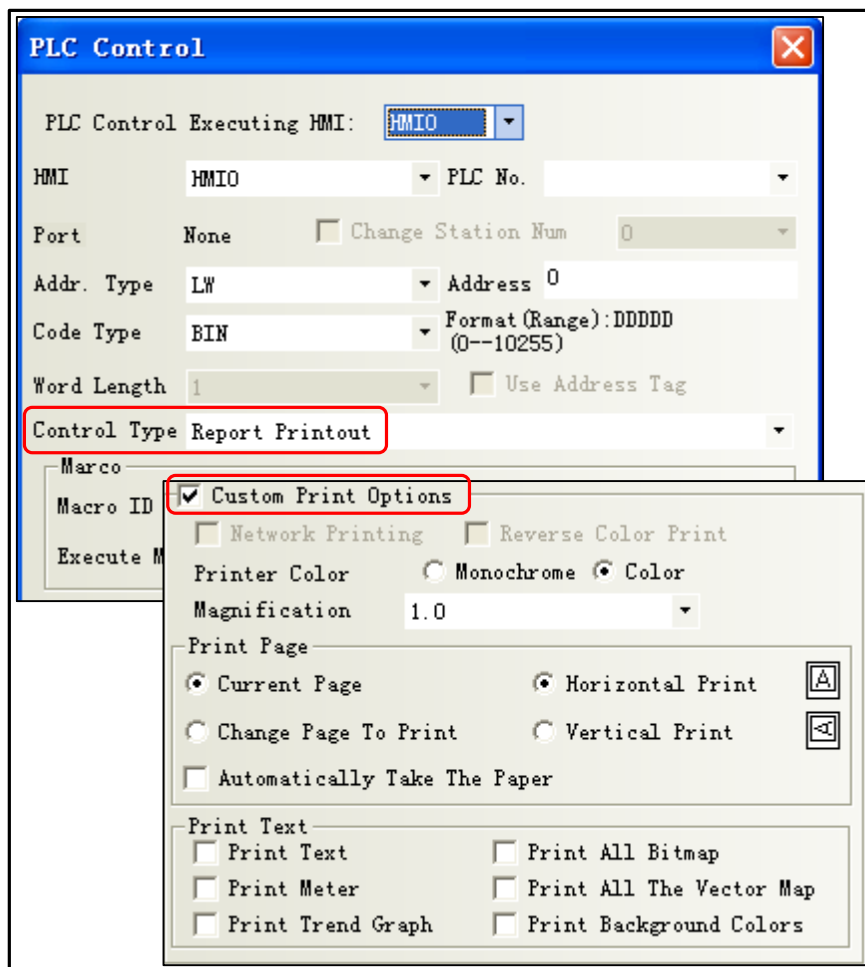 PLC Control
PLC Control Executing HMI: HMI0
HMI HMI0 PLC No.
Port None Change Station Num 0
Addr. Type LW Address 0
Code Type BIN Format(Range):DDDDD
(0--10255)
Word Length 1 Use Address Tag
Control Type Report Printout
Marco
Macro ID
Execute M
Custom Print Options
Network Printing Reverse Color Print
Printer Color Monochrome Color
Magnification 1.0
Print Page
Current Page Horizontal Print A
Change Page To Print Vertical Print A
Automatically Take The Paper
Print Text
Print Text Print All Bitmap
Print Meter Print All The Vector Map
Print Trend Graph Print Background Colors